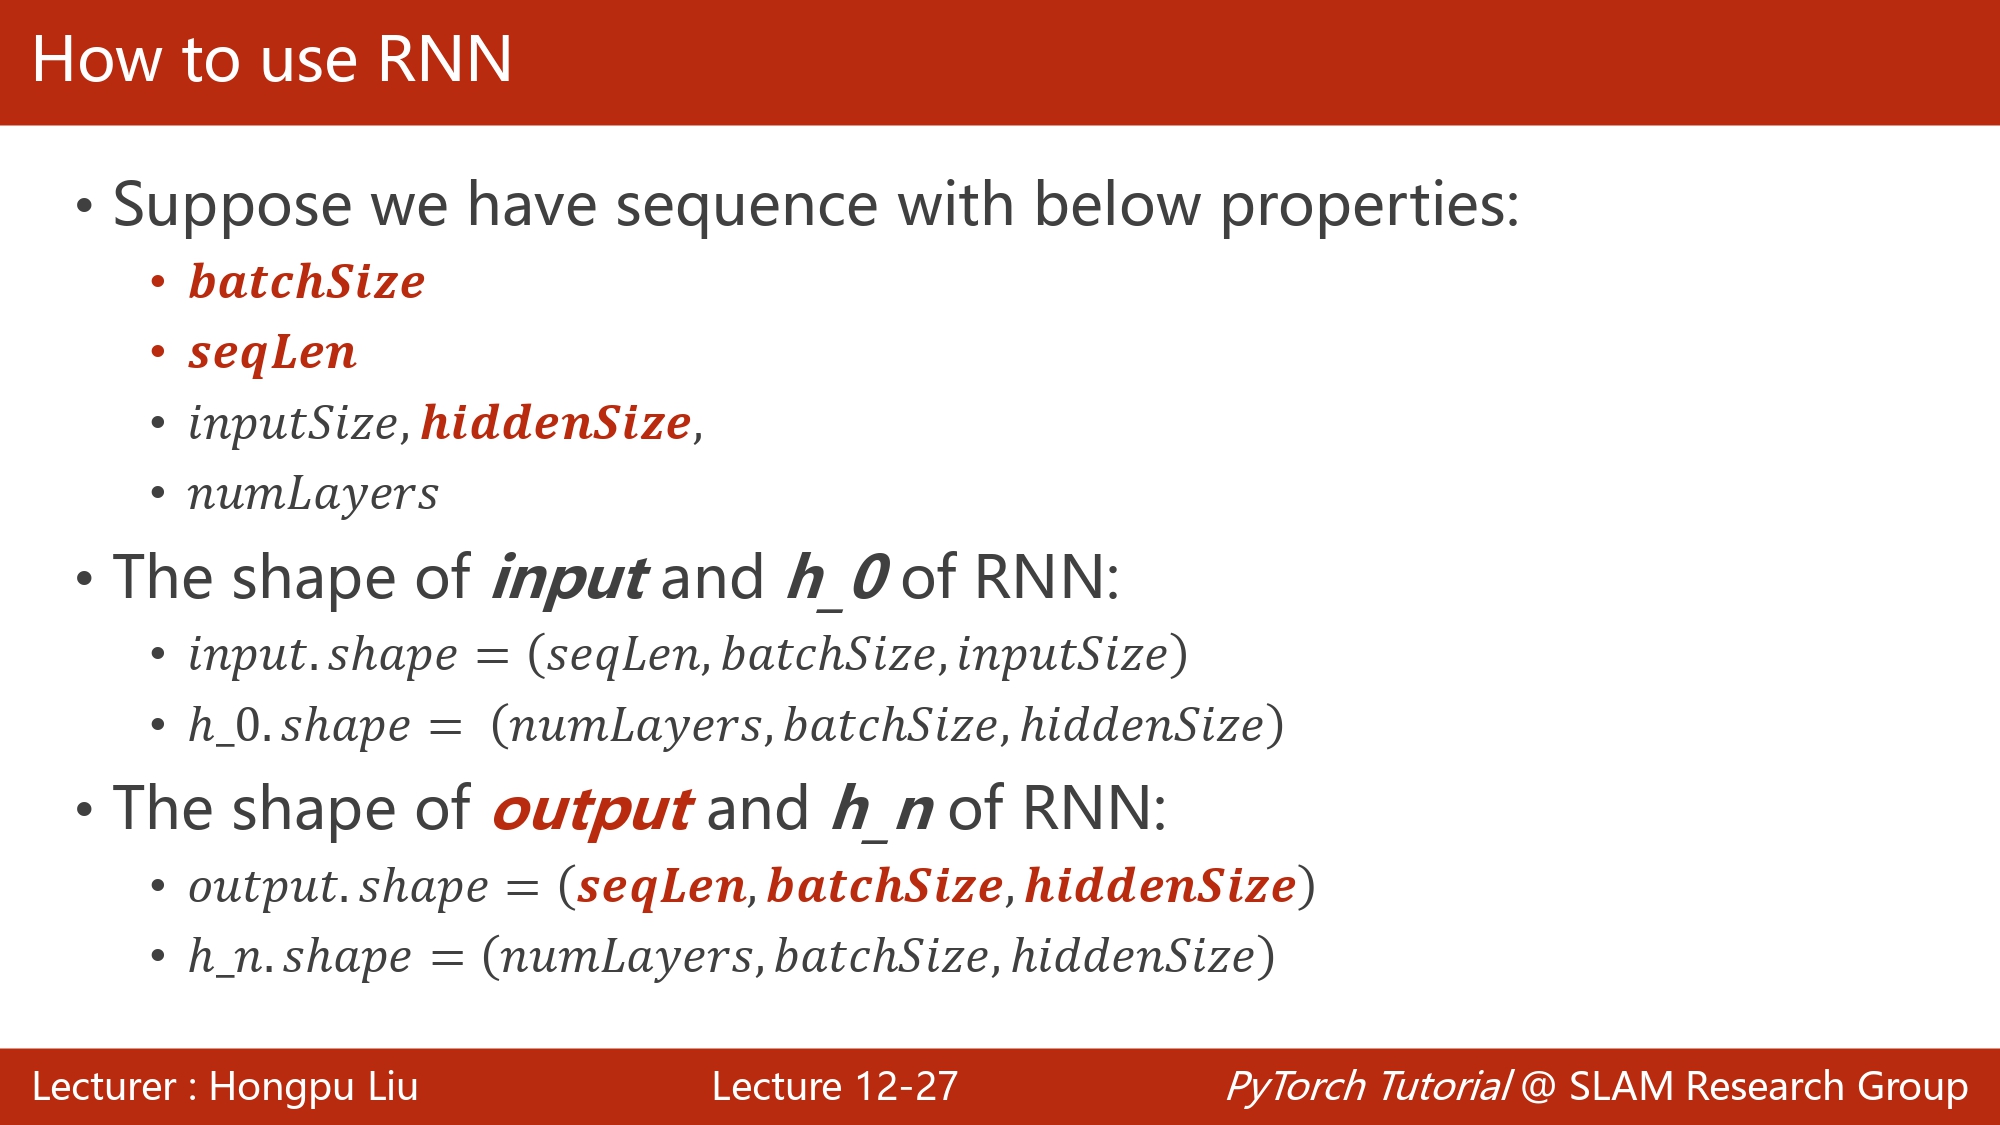 How to use RNN
• Suppose we have sequence with below properties:
• batchSize
• seqLen
• inputSize, hiddenSize,
• numLayers
• The shape of input and h_0 of RNN:
• input.shape = (seqLen, batchSize, inputSize)
• h_0.shape = (numLayers, batchSize, hiddenSize)
• The shape of output and h_n of RNN:
• output.shape = (seqLen, batchSize, hiddenSize)
• h_n.shape = (numLayers, batchSize, hiddenSize)
Lecturer : Hongpu Liu Lecture 12-27 PyTorch Tutorial @ SLAM Research Group